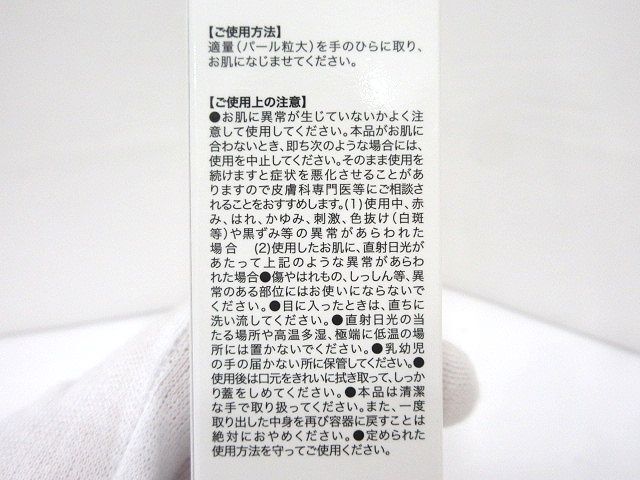 【ご使用方法】
適量(パール粒大)を手のひらに取り、
お肌になじませてください。
【ご使用上の注意】
●お肌に異常が生じていないかよく注
意して使用してください。本品がお肌に
合わないとき、即ち次のような場合には、
使用を中止してください。そのまま使用を
続けますと症状を悪化させることがあ
りますので皮膚科専門医等にご相談さ
れることをおすすめします。(1)使用中、赤
み、はれ、かゆみ、刺激、色抜け(白斑
等)や黒ずみ等の異常があらわれた
場合 (2)使用したお肌に、直射日光が
あたって上記のような異常があらわ
れた場合●傷やはれもの、しっしん等、異
常のある部位にはお使いにならないで
ください。●目に入ったときは、直ちに
洗い流してください。●直射日光の当
たる場所や高温多湿、極端に低温の場
所には置かないでください。●乳幼児
の手の届かない所に保管してください。●
使用後は口元をきれいに拭き取って、しっか
り蓋をしめてください。●本品は清潔
な手で取り扱ってください。また、一度
取り出した中身を再び容器に戻すことは
絶対におやめください。●定められた
使用方法を守ってご使用ください。